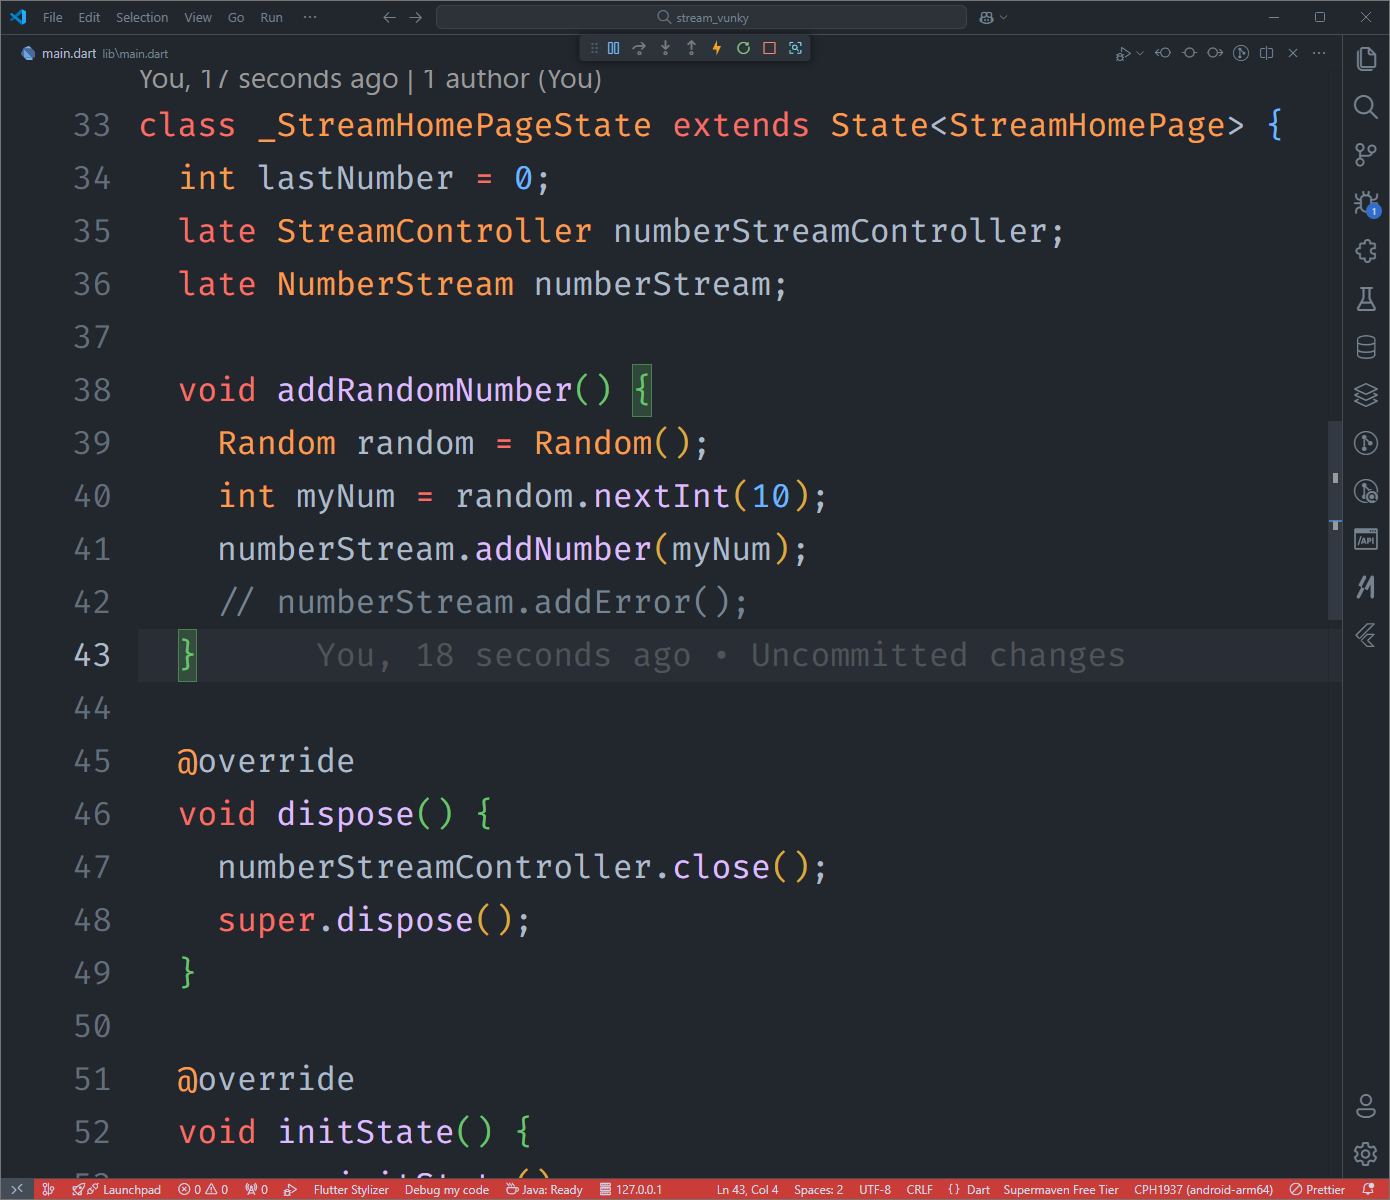 File Edit Selection View Go Run ··· stream_vunky
main.dart lib\main.dart
You, 17 seconds ago | 1 author (You)
33 class _StreamHomePageState extends State<StreamHomePage> {
34 int lastNumber = 0;
35 late StreamController numberStreamController;
36 late NumberStream numberStream;
37
38 void addRandomNumber() {
39 Random random = Random();
40 int myNum = random.nextInt(10);
41 numberStream.addNumber(myNum);
42 // numberStream.addError();
43 } You, 18 seconds ago • Uncommitted changes
44
45 @override
46 void dispose() {
47 numberStreamController.close();
48 super.dispose();
49 }
50
51 @override
52 void initState() {
1
/API
Launchpad 0 0 0 Flutter Stylizer Debug my code Java: Ready 127.0.0.1 Ln 43, Col 4 Spaces: 2 UTF-8 CRLF { } Dart Supermaven Free Tier CPH1937 (android-arm64) Prettier